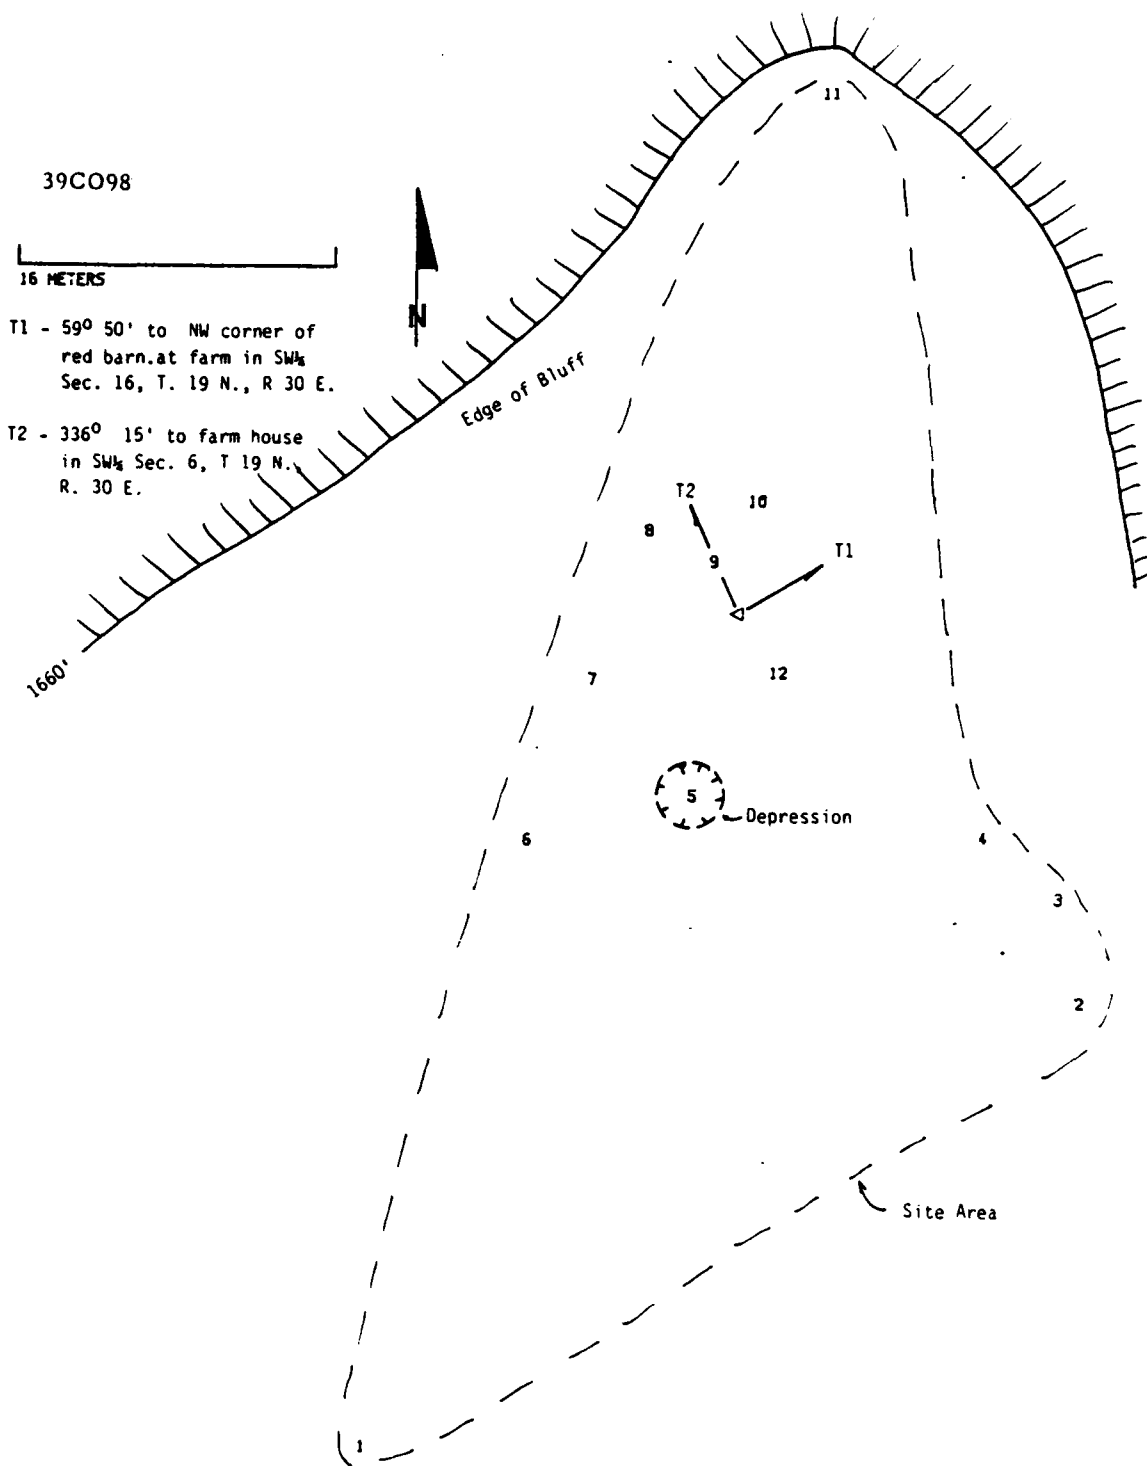 11
39CO98
16 METERS
N
T1 - 59° 50' to NW corner of
red barn.at farm in SW¼
Sec. 16, T. 19 N., R 30 E.
Edge of Bluff
T2 - 336° 15' to farm house
in SW¼ Sec. 6, T 19 N.,
R. 30 E.
T2
10
8
9
T1
1660'
7
12
5
Depression
6
4
3
2
Site Area
1